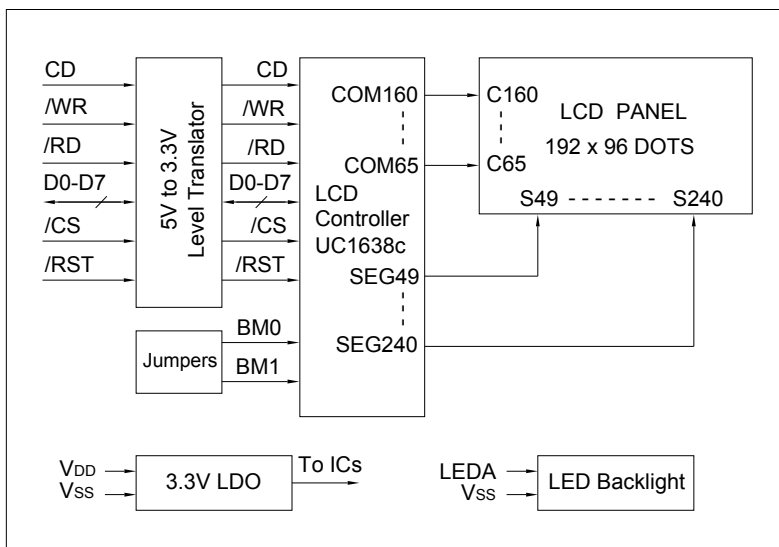 CD
/WR
/RD
D0-D7
/CS
/RST
5V to 3.3V
Level Translator
CD
/WR
/RD
D0-D7
/CS
/RST
Jumpers
BM0
BM1
COM160
COM65
LCD
Controller
UC1638c
SEG49
SEG240
C160
C65
LCD PANEL
192 x 96 DOTS
S49
S240
VDD
VSS
3.3V LDO
To ICs
LEDA
VSS
LED Backlight